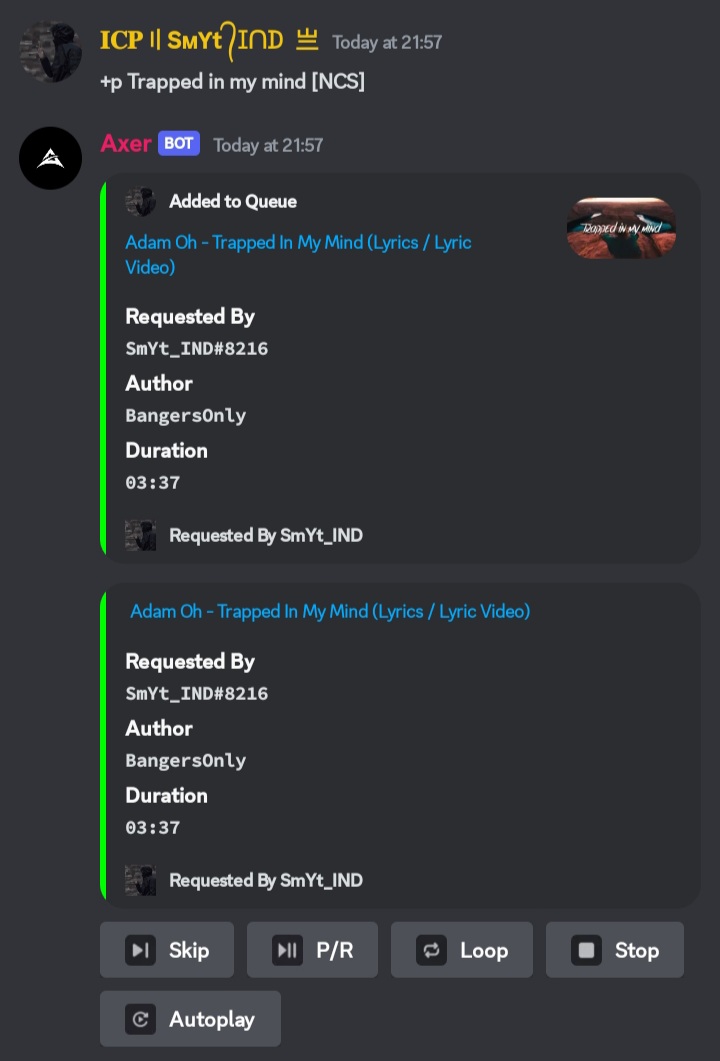 ICP || SMYt IND 亗 Today at 21:57
+p Trapped in my mind [NCS]
Axer BOT Today at 21:57
Added to Queue
TRAPPED IN MY MIND
Adam Oh - Trapped In My Mind (Lyrics / Lyric
Video)
Requested By
SmYt_IND#8216
Author
BangersOnly
Duration
03:37
Requested By SmYt_IND
Adam Oh - Trapped In My Mind (Lyrics / Lyric Video)
Requested By
SmYt_IND#8216
Author
BangersOnly
Duration
03:37
Requested By SmYt_IND
Skip P/R Loop Stop
Autoplay